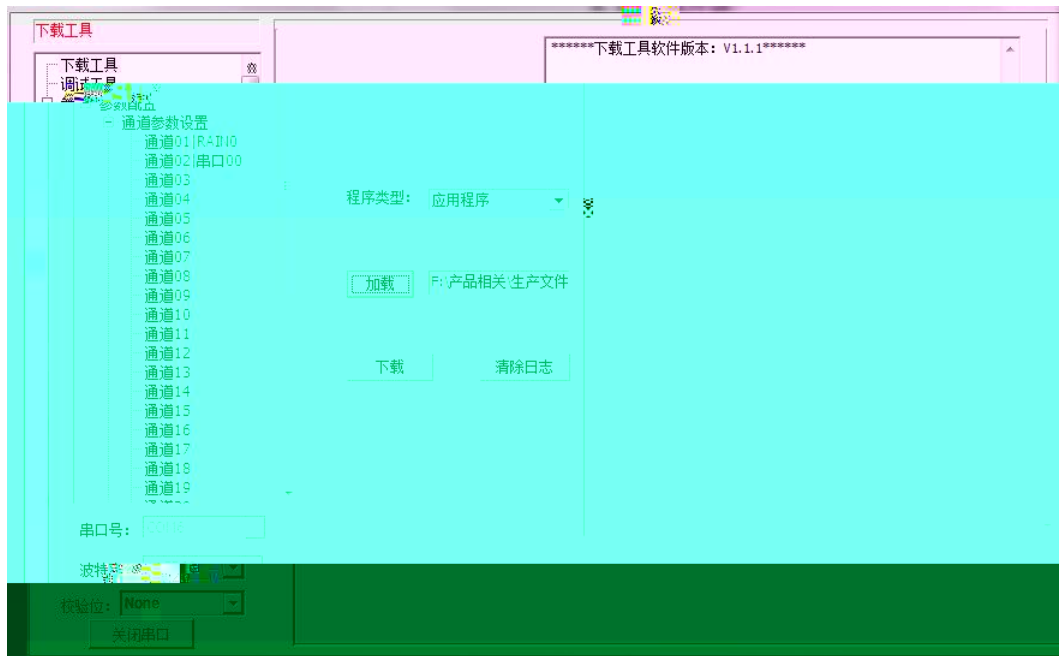 下载工具
******下载工具软件版本: V1.1.1******
下载工具
调试工具
参数配置
通道参数设置
通道01|RAIN0
通道02|串口00
通道03
通道04
程序类型:
应用程序
通道05
通道06
通道07
通道08
加载
F:\产品相关\生产文件
通道09
通道10
通道11
通道12
下载
清除日志
通道13
通道14
通道15
通道16
通道17
通道18
通道19
串口号:
波特
校验位:
None
关闭串口